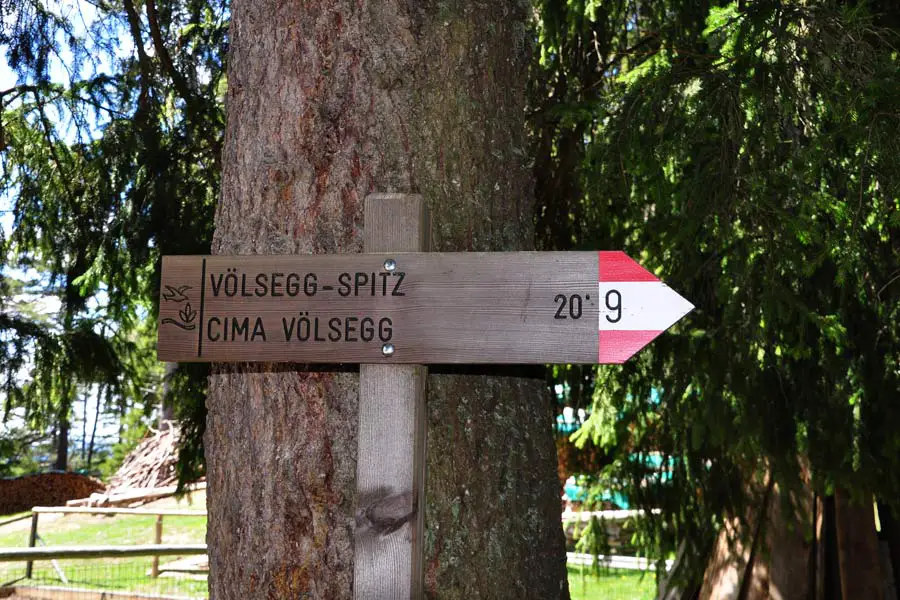 VÖLSEGG-SPITZ
CIMA VÖLSEGG
20'
9